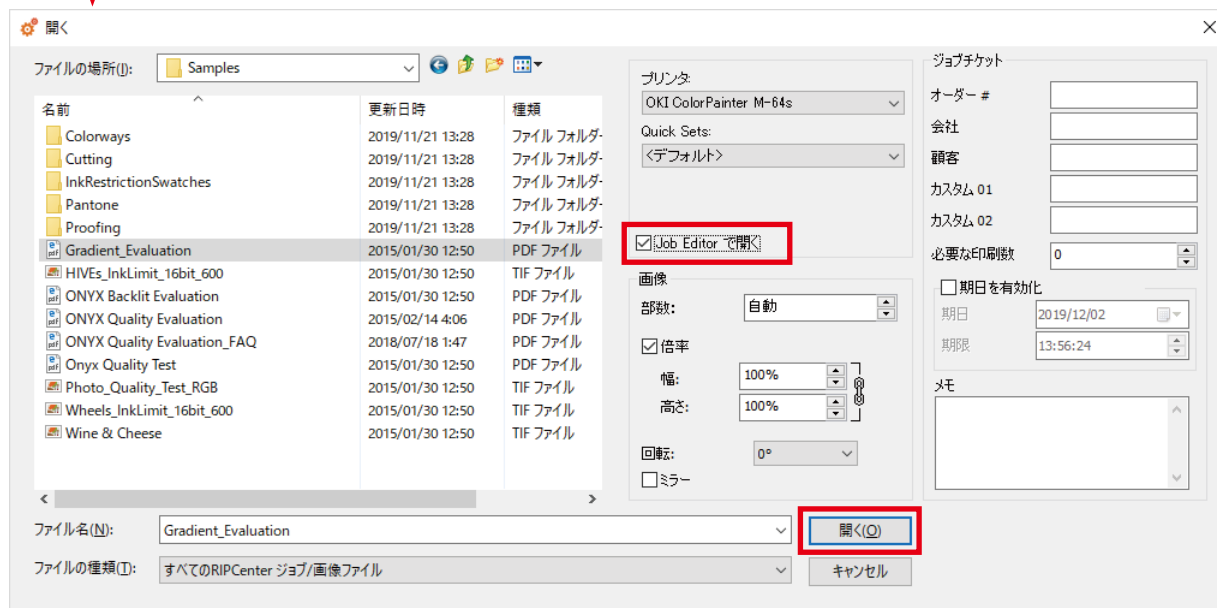 開く
ファイルの場所(I): Samples
名前 更新日時 種類
Colorways 2019/11/21 13:28 ファイル フォルダー
Cutting 2019/11/21 13:28 ファイル フォルダー
InkRestrictionSwatches 2019/11/21 13:28 ファイル フォルダー
Pantone 2019/11/21 13:28 ファイル フォルダー
Proofing 2019/11/21 13:28 ファイル フォルダー
Gradient_Evaluation 2015/01/30 12:50 PDF ファイル
HIVEs_InkLimit_16bit_600 2015/01/30 12:50 TIF ファイル
ONYX Backlit Evaluation 2015/01/30 12:50 PDF ファイル
ONYX Quality Evaluation 2015/02/14 4:06 PDF ファイル
ONYX Quality Evaluation_FAQ 2018/07/18 1:47 PDF ファイル
Onyx Quality Test 2015/01/30 12:50 PDF ファイル
Photo_Quality_Test_RGB 2015/01/30 12:50 TIF ファイル
Wheels_InkLimit_16bit_600 2015/01/30 12:50 TIF ファイル
Wine & Cheese 2015/01/30 12:50 TIF ファイル
ファイル名(N): Gradient_Evaluation
ファイルの種類(T): すべてのRIPCenter ジョブ/画像ファイル
開く(O)
キャンセル
プリンタ:
OKI ColorPainter M-64s
Quick Sets:
<デフォルト>
Job Editor で開く
画像
部数: 自動
倍率
幅: 100%
高さ: 100%
回転: 0°
ミラー
ジョブチケット
オーダー #
会社
顧客
カスタム 01
カスタム 02
必要な印刷数 0
期日を有効化
期日 2019/12/02
期限 13:56:24
メモ